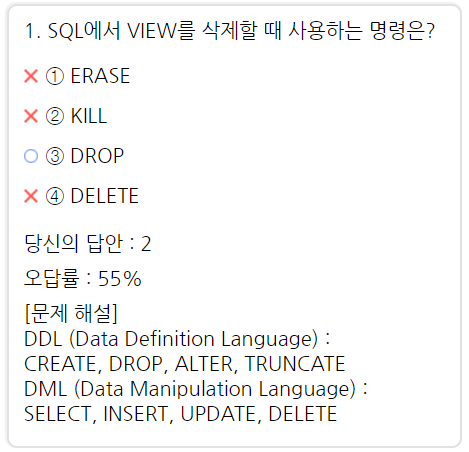 1. SQL에서 VIEW를 삭제할 때 사용하는 명령은?
① ERASE
② KILL
③ DROP
④ DELETE
당신의 답안 : 2
오답률 : 55%
[문제 해설]
DDL (Data Definition Language) :
CREATE, DROP, ALTER, TRUNCATE
DML (Data Manipulation Language) :
SELECT, INSERT, UPDATE, DELETE